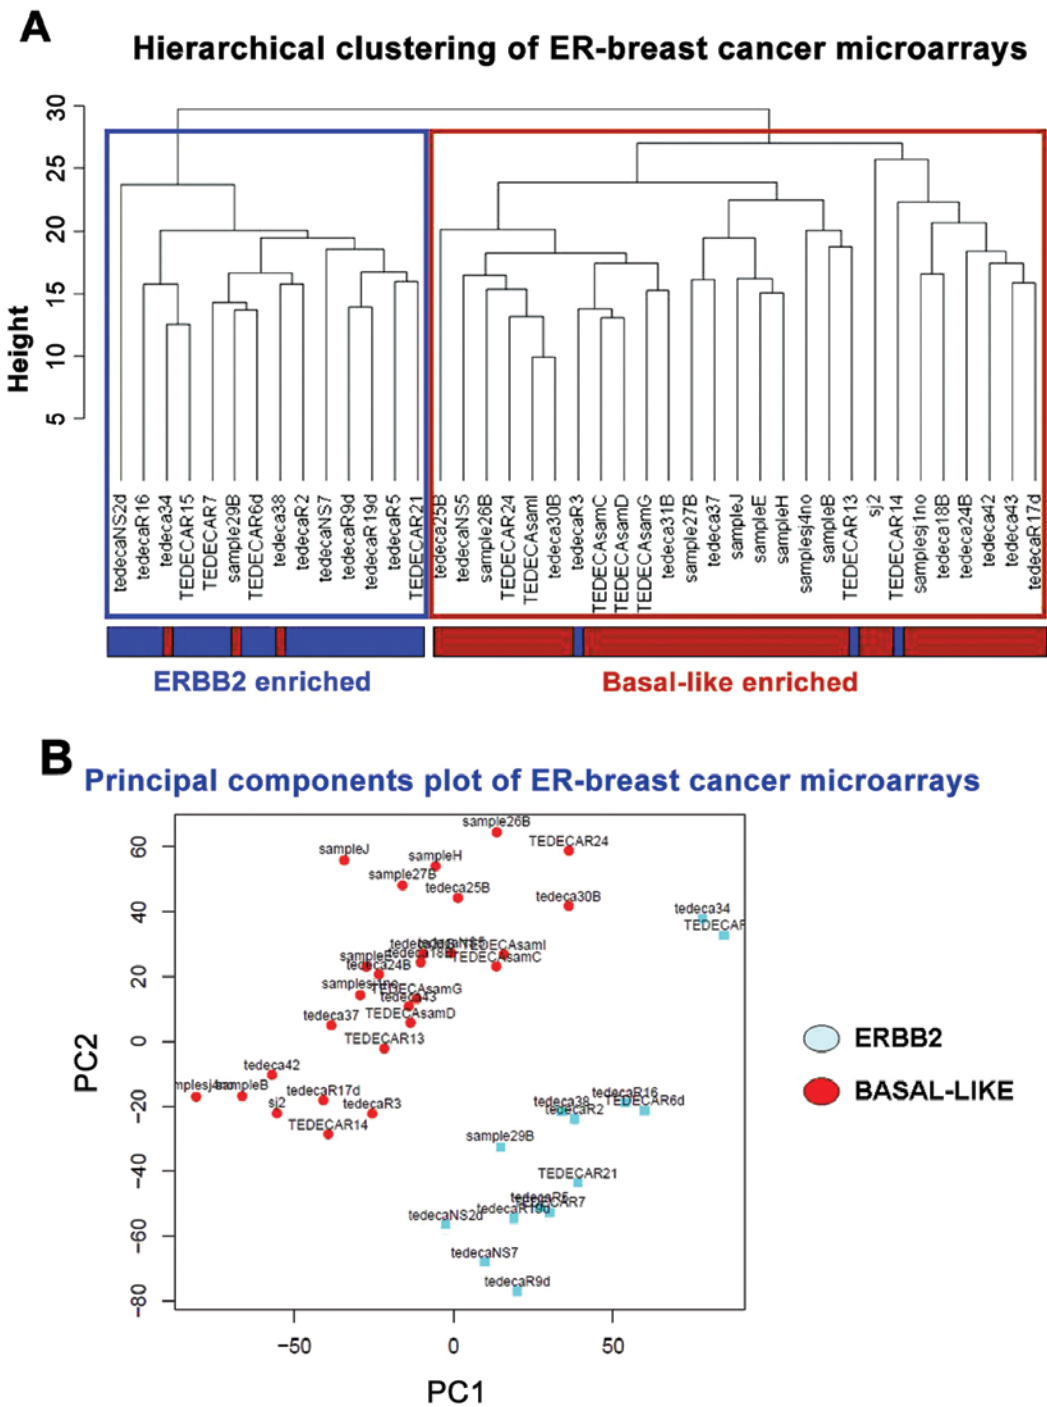 A
Hierarchical clustering of ER-breast cancer microarrays
Height
30
25
20
15
10
5
tedecaNS2d
tedecaR16
tedeca34
TEDECAR15
TEDECAR7
sample29B
TEDECAR6d
tedeca38
tedecaR2
tedecaNS7
tedecaR9d
tedecaR19d
tedecaR5
TEDECAR21
tedeca25B
tedecaNS5
sample26B
TEDECAR24
TEDECAsamI
tedeca30B
tedecaR3
TEDECAsamC
TEDECAsamD
TEDECAsamG
tedeca31B
sample27B
tedeca37
sampleJ
sampleE
sampleH
samplesj4no
sampleB
TEDECAR13
sj2
TEDECAR14
samplesj1no
tedeca18B
tedeca24B
tedeca42
tedeca43
tedecaR17d
ERBB2 enriched
Basal-like enriched
B
Principal components plot of ER-breast cancer microarrays
PC2
60
40
20
0
−20
−40
−60
−80
sample26B
TEDECAR24
sampleJ
sampleH
sample27B
tedeca25B
tedeca30B
tedeca34
TEDECAR
TEDECAsamI
TEDECAsamC
tedeca18B
sampleE
tedeca24B
TEDECAsamG
tedeca43
tedeca37
TEDECAsamD
TEDECAR13
tedeca42
sampleB
tedecaR17d
sj2
tedecaR3
TEDECAR14
tedecaR16
tedeca38
TEDECAR6d
tedecaR2
sample29B
TEDECAR21
tedecaR5
TEDECAR7
tedecaR19d
tedecaNS2d
tedecaNS7
tedecaR9d
−50
0
50
PC1
ERBB2
BASAL-LIKE